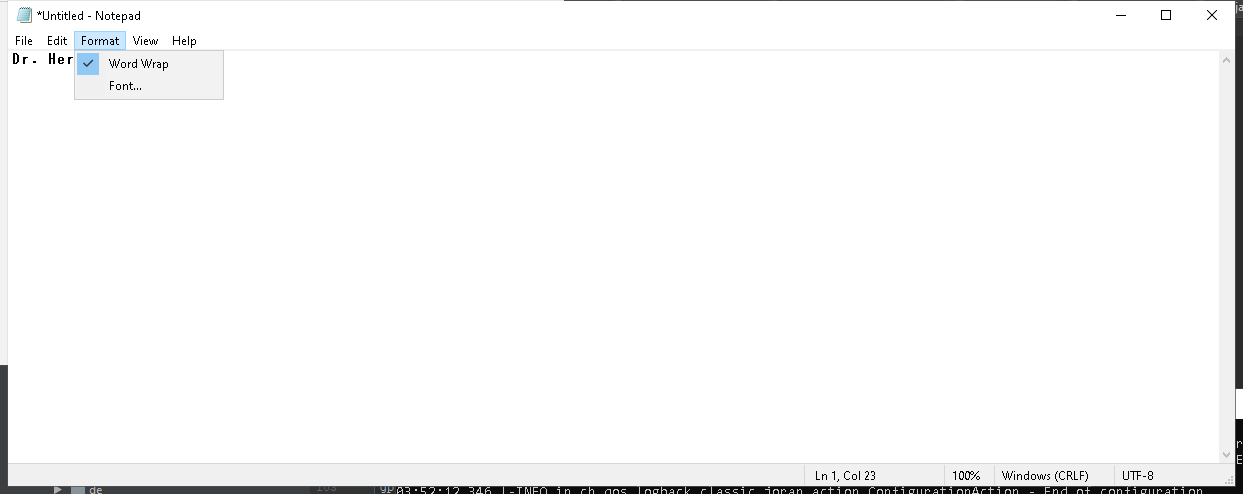 *Untitled - Notepad
File Edit Format View Help
Dr. Her
Word Wrap
Font...
Ln 1, Col 23 100% Windows (CRLF) UTF-8
de
03:52:12,346 |-INFO in ch.qos.logback.classic.joran.action.ConfigurationAction - End of configuration.